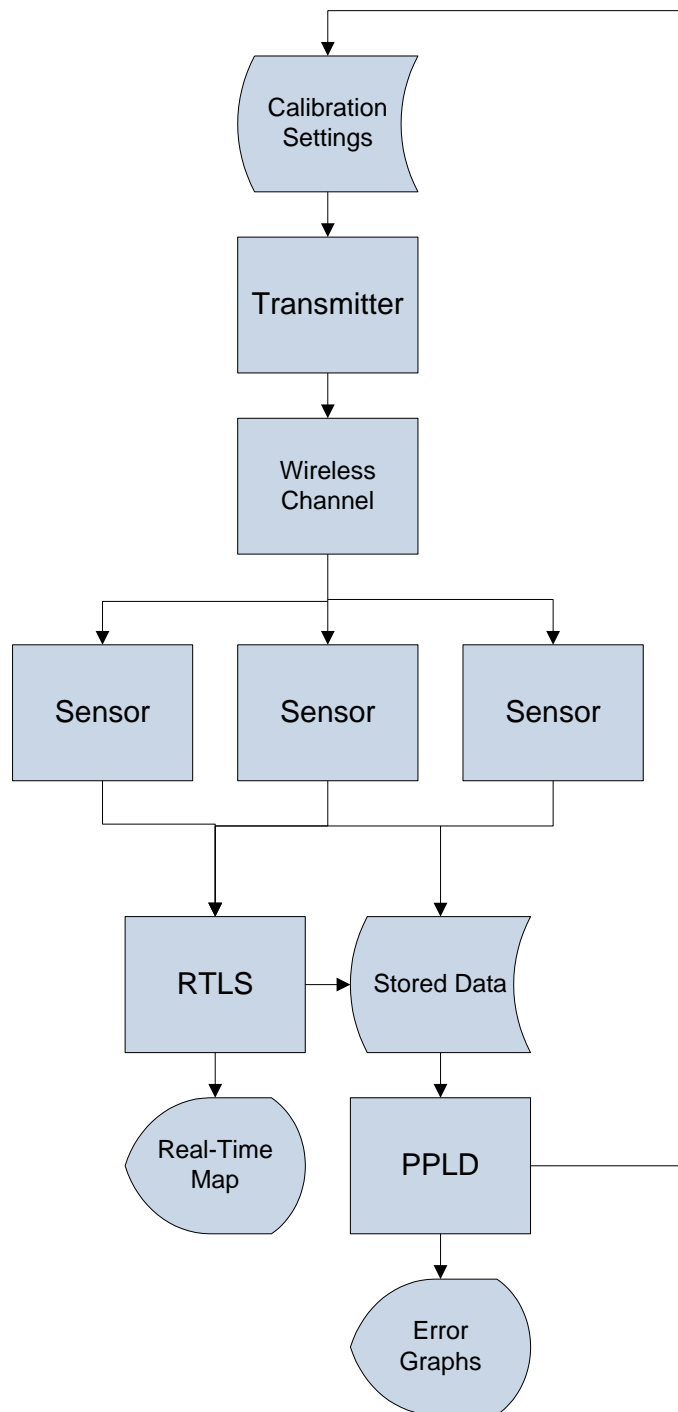 Calibration
Settings
Transmitter
Wireless
Channel
Sensor
Sensor
Sensor
RTLS
Stored Data
Real-Time
Map
PPLD
Error
Graphs